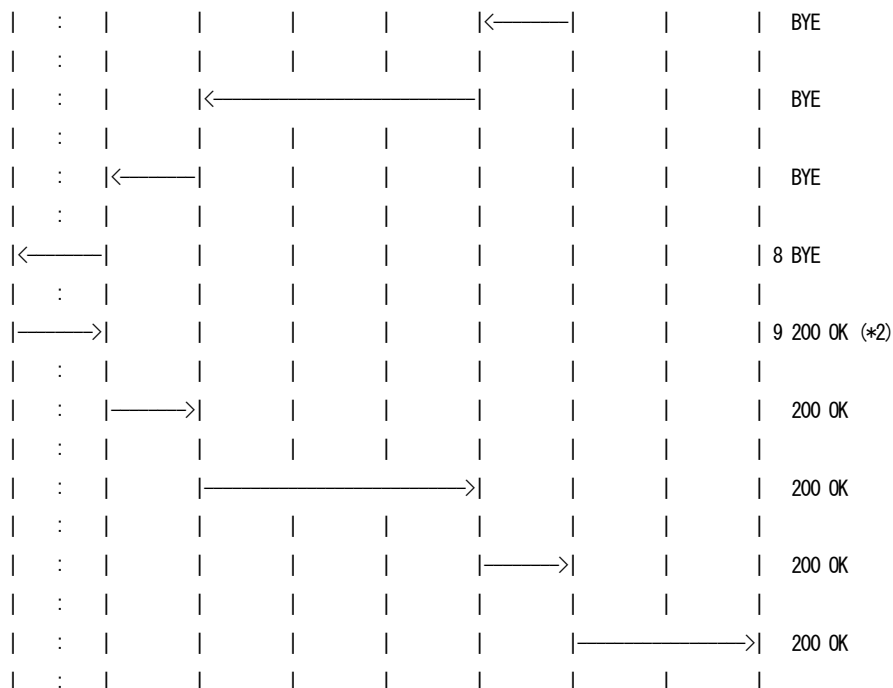 | : | | | | |<———| | | BYE
| : | | | | | | | |
| : | |<—————————| | | | BYE
| : | | | | | | | |
| : |<———| | | | | | | BYE
| : | | | | | | | |
|<———| | | | | | | | 8 BYE
| : | | | | | | | |
|———>| | | | | | | | 9 200 OK (*2)
| : | | | | | | | |
| : |———>| | | | | | | 200 OK
| : | | | | | | | |
| : | |—————————>| | | | 200 OK
| : | | | | | | | |
| : | | | | |———>| | | 200 OK
| : | | | | | | | |
| : | | | | | |——————>| 200 OK
| : | | | | | | | |